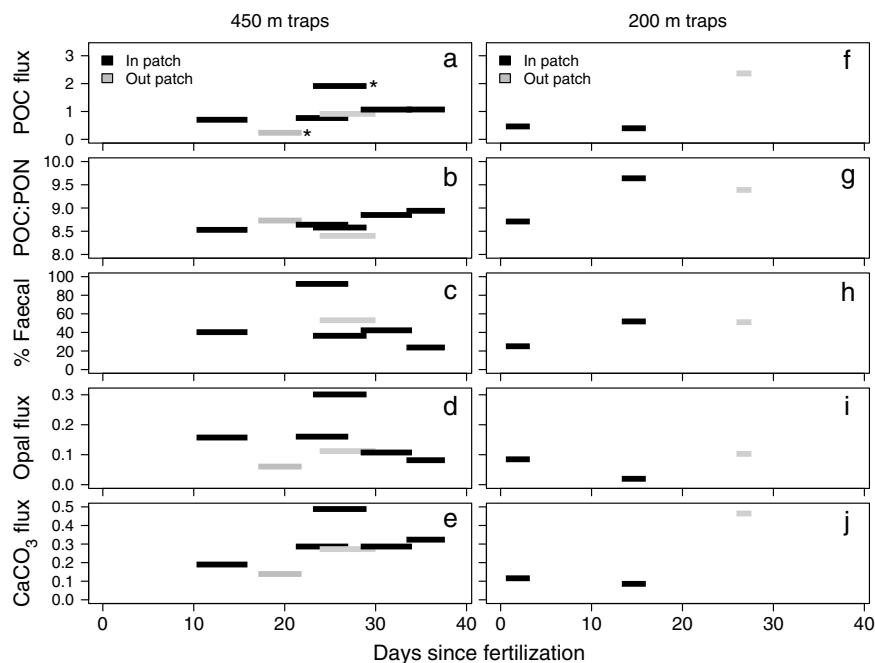 450 m traps
200 m traps
POC flux
3
2
1
0
In patch
Out patch
*
*
a
In patch
Out patch
f
POC:PON
10.0
9.5
9.0
8.5
8.0
b
g
% Faecal
100
80
60
40
20
0
c
h
Opal flux
0.3
0.2
0.1
0.0
d
i
CaCO3 flux
0.5
0.4
0.3
0.2
0.1
0.0
e
j
0 10 20 30 40
0 10 20 30 40
Days since fertilization